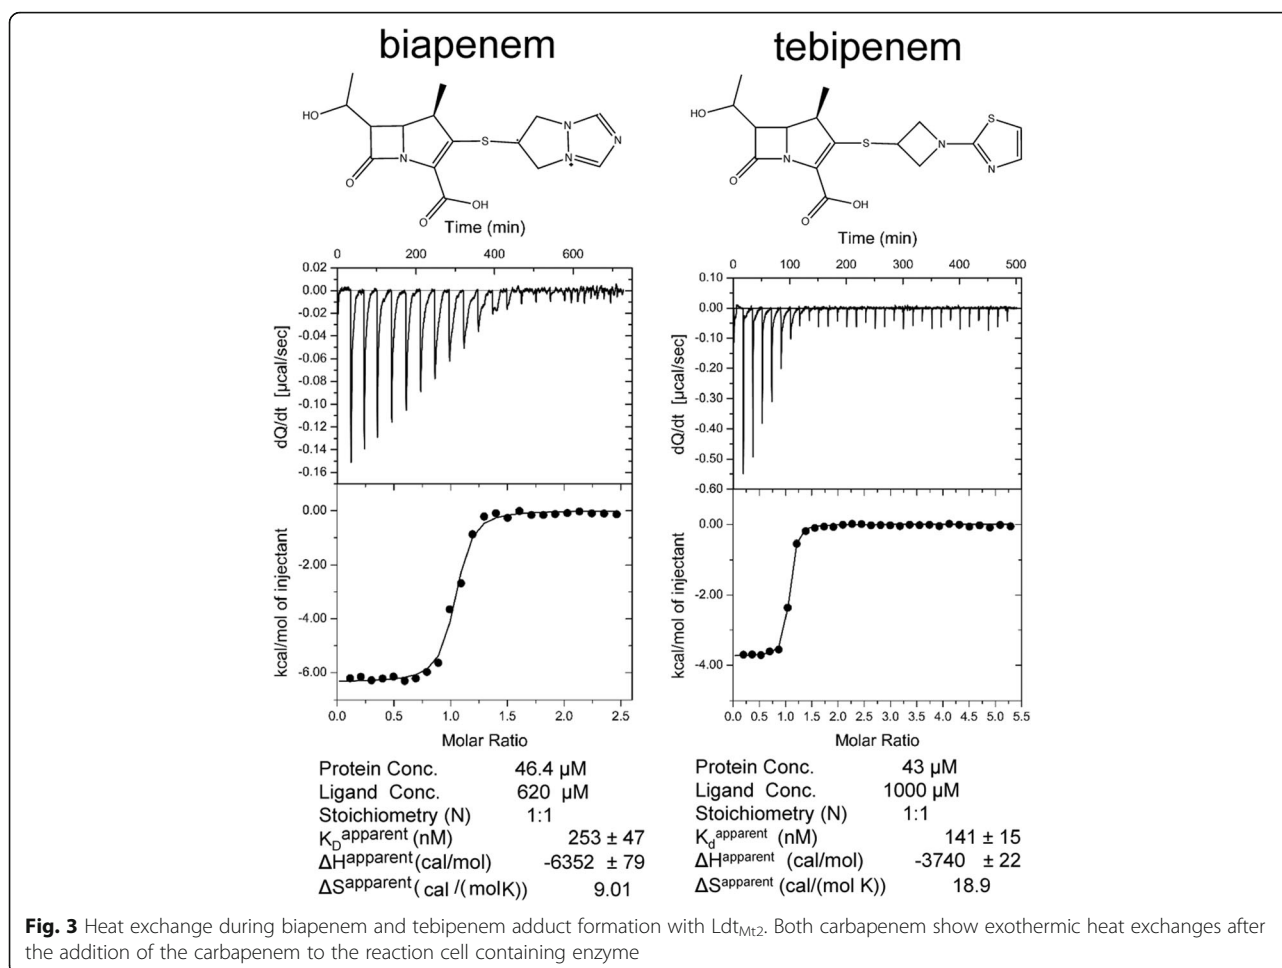 biapenem
HO
N
N
S
N
N
O
N
OH
O
Time (min)
0 200 400 600
0.02
0.00
-0.02
-0.04
-0.06
-0.08
-0.10
-0.12
-0.14
-0.16
dQ/dt [µcal/sec]
0.00
-2.00
-4.00
-6.00
kcal/mol of injectant
0.0 0.5 1.0 1.5 2.0 2.5
Molar Ratio
Protein Conc. 46.4 µM
Ligand Conc. 620 µM
Stoichiometry (N) 1:1
K_D^apparent (nM) 253 ± 47
ΔH^apparent (cal/mol) -6352 ± 79
ΔS^apparent ( cal /( molK)) 9.01
tebipenem
HO
S
S
N
N
N
O
OH
O
Time (min)
0 100 200 300 400 500
0.10
0.00
-0.10
-0.20
-0.30
-0.40
-0.50
-0.60
dQ/dt [µcal/sec]
0.00
-2.00
-4.00
kcal/mol of injectant
0.0 0.5 1.0 1.5 2.0 2.5 3.0 3.5 4.0 4.5 5.0 5.5
Molar Ratio
Protein Conc. 43 µM
Ligand Conc. 1000 µM
Stoichiometry (N) 1:1
K_d^apparent (nM) 141 ± 15
ΔH^apparent (cal/mol) -3740 ± 22
ΔS^apparent (cal/(mol K)) 18.9
Fig. 3 Heat exchange during biapenem and tebipenem adduct formation with Ldt_Mt2. Both carbapenem show exothermic heat exchanges after
the addition of the carbapenem to the reaction cell containing enzyme